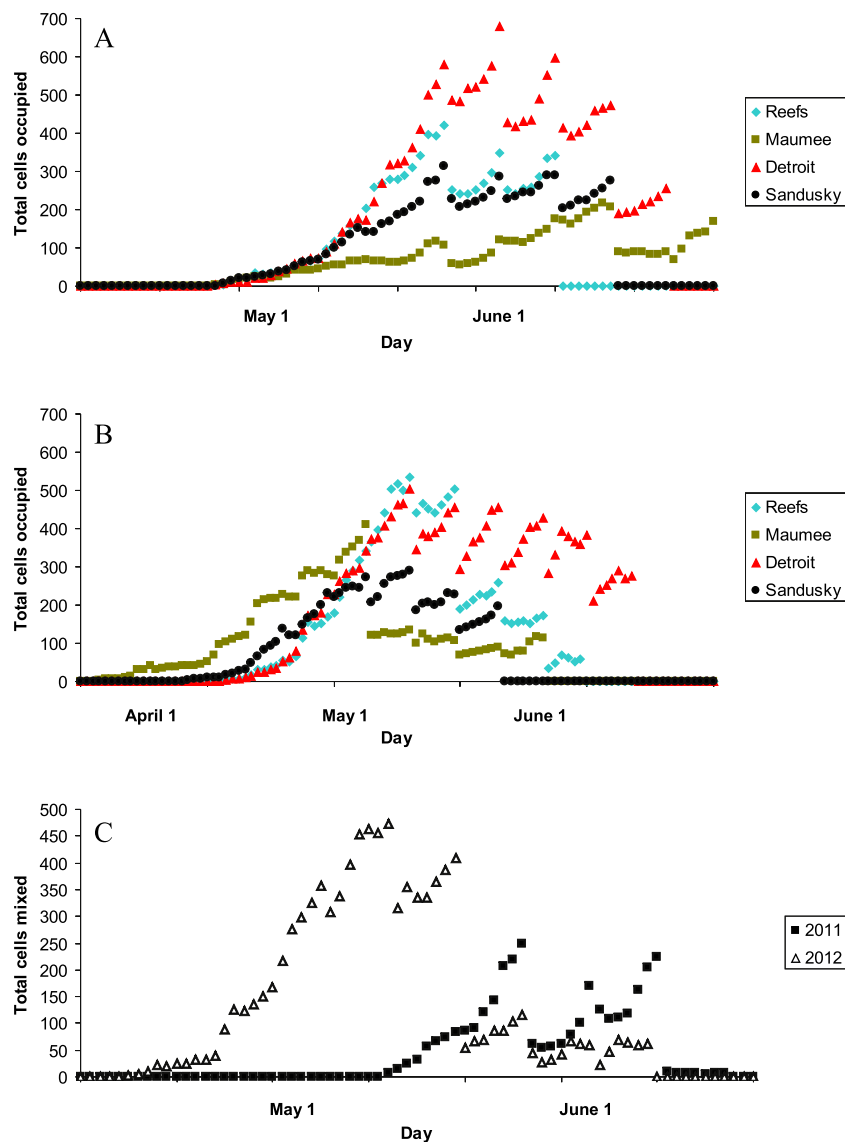 A
Total cells occupied
700
600
500
400
300
200
100
0
May 1
June 1
Day
Reefs
Maumee
Detroit
Sandusky
B
Total cells occupied
700
600
500
400
300
200
100
0
April 1
May 1
June 1
Day
Reefs
Maumee
Detroit
Sandusky
C
Total cells mixed
500
450
400
350
300
250
200
150
100
50
0
May 1
June 1
Day
2011
2012